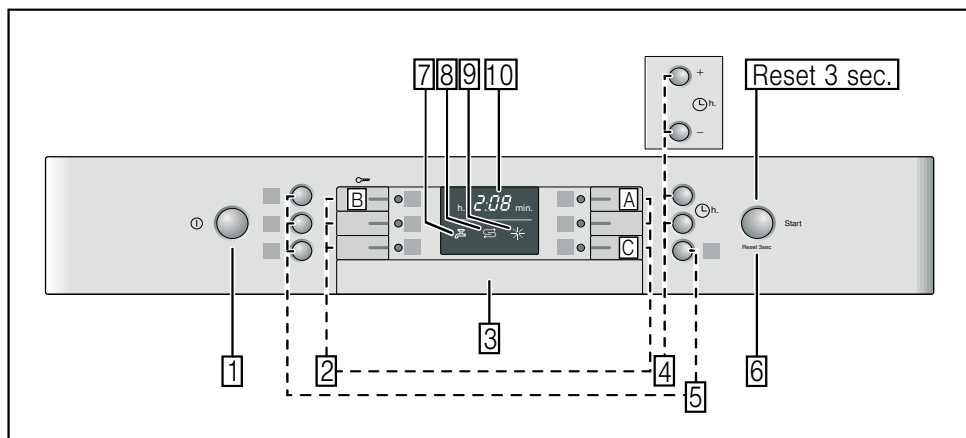 7 8 9 10
+
h.
–
Reset 3 sec.
B
h. 2:08 min.
A
h.
Start
C
Reset 3sec
3
1
2
4
6
5